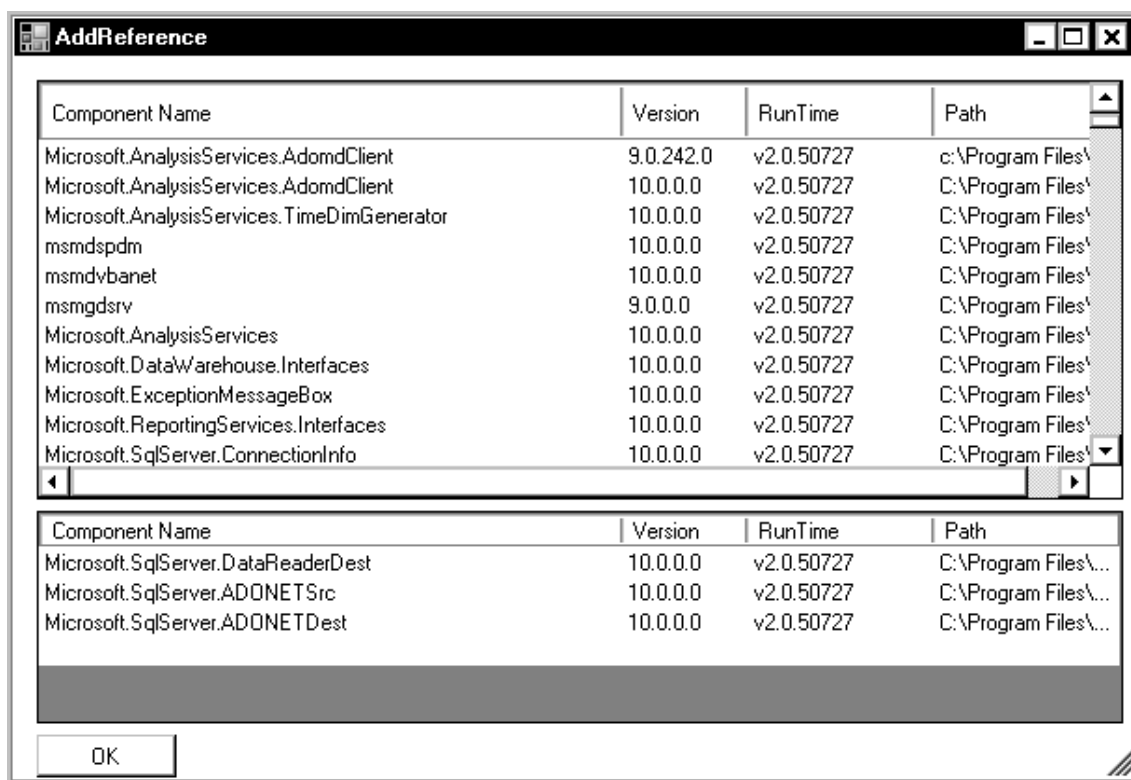 AddReference
Component Name Version RunTime Path
Microsoft.AnalysisServices.AdomdClient 9.0.242.0 v2.0.50727 c:\Program Files\
Microsoft.AnalysisServices.AdomdClient 10.0.0.0 v2.0.50727 C:\Program Files\
Microsoft.AnalysisServices.TimeDimGenerator 10.0.0.0 v2.0.50727 C:\Program Files\
msmdspdm 10.0.0.0 v2.0.50727 C:\Program Files\
msmdvbanet 10.0.0.0 v2.0.50727 C:\Program Files\
msmgdsrv 9.0.0.0 v2.0.50727 C:\Program Files\
Microsoft.AnalysisServices 10.0.0.0 v2.0.50727 C:\Program Files\
Microsoft.DataWarehouse.Interfaces 10.0.0.0 v2.0.50727 C:\Program Files\
Microsoft.ExceptionMessageBox 10.0.0.0 v2.0.50727 C:\Program Files\
Microsoft.ReportingServices.Interfaces 10.0.0.0 v2.0.50727 C:\Program Files\
Microsoft.SqlServer.ConnectionInfo 10.0.0.0 v2.0.50727 C:\Program Files\
Component Name Version RunTime Path
Microsoft.SqlServer.DataReaderDest 10.0.0.0 v2.0.50727 C:\Program Files\...
Microsoft.SqlServer.ADONETSrc 10.0.0.0 v2.0.50727 C:\Program Files\...
Microsoft.SqlServer.ADONETDest 10.0.0.0 v2.0.50727 C:\Program Files\...
OK